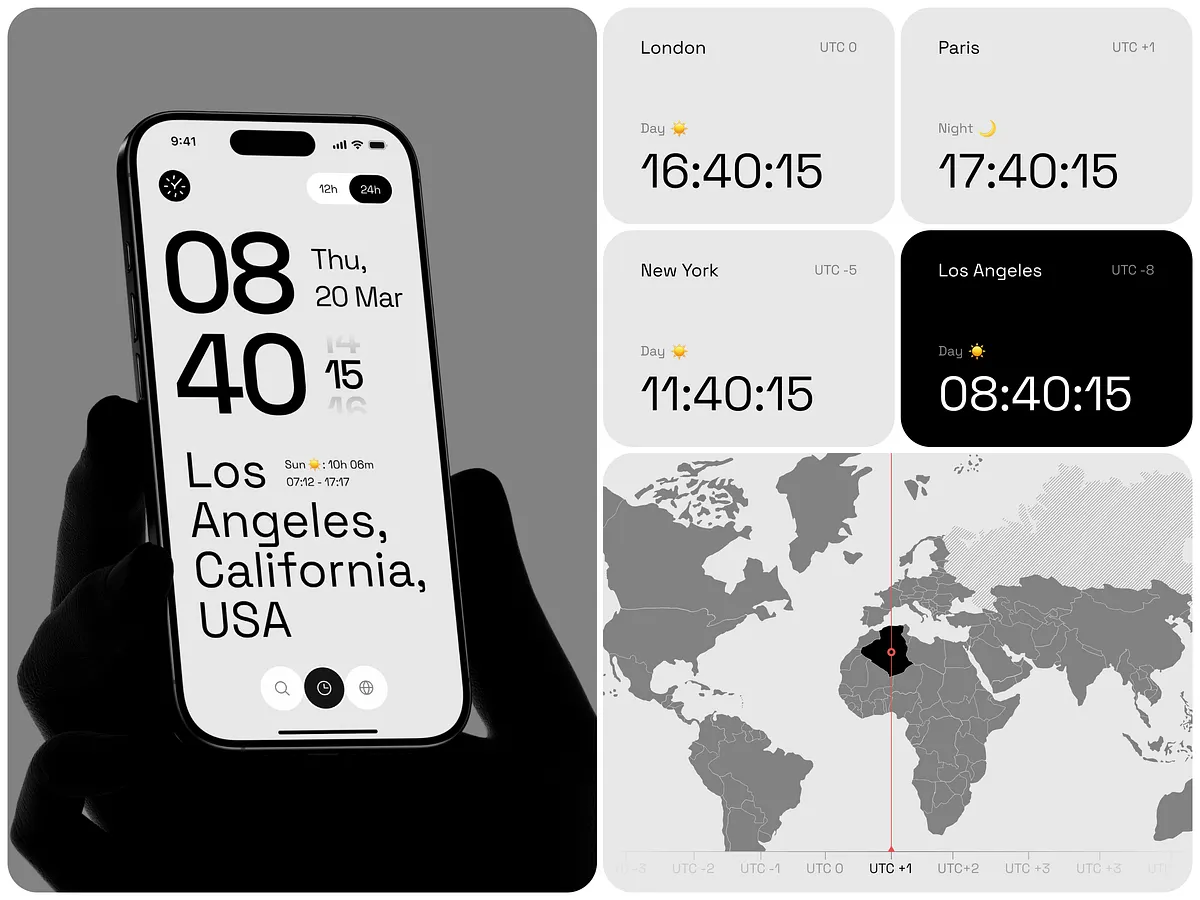 9:41
12h 24h
08
Thu,
20 Mar
40
14
15
16
Los
Sun ☀️: 10h 06m
07:12 - 17:17
Angeles,
California,
USA
London UTC 0
Day ☀️
16:40:15
Paris UTC +1
Night 🌙
17:40:15
New York UTC -5
Day ☀️
11:40:15
Los Angeles UTC -8
Day ☀️
08:40:15
UTC -2 UTC -1 UTC 0 UTC +1 UTC+2 UTC +3 UTC +3